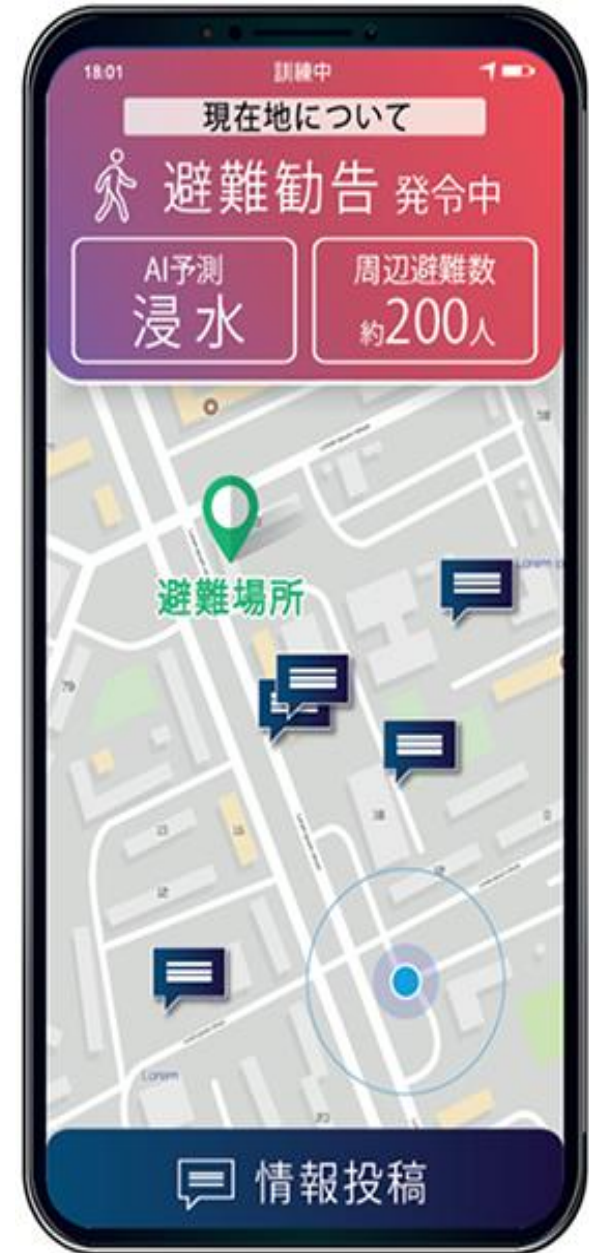 18:01
訓練中
現在地について
避難勧告 発令中
AI予測
浸水
周辺避難数
約200人
避難場所
Lorem
情報投稿